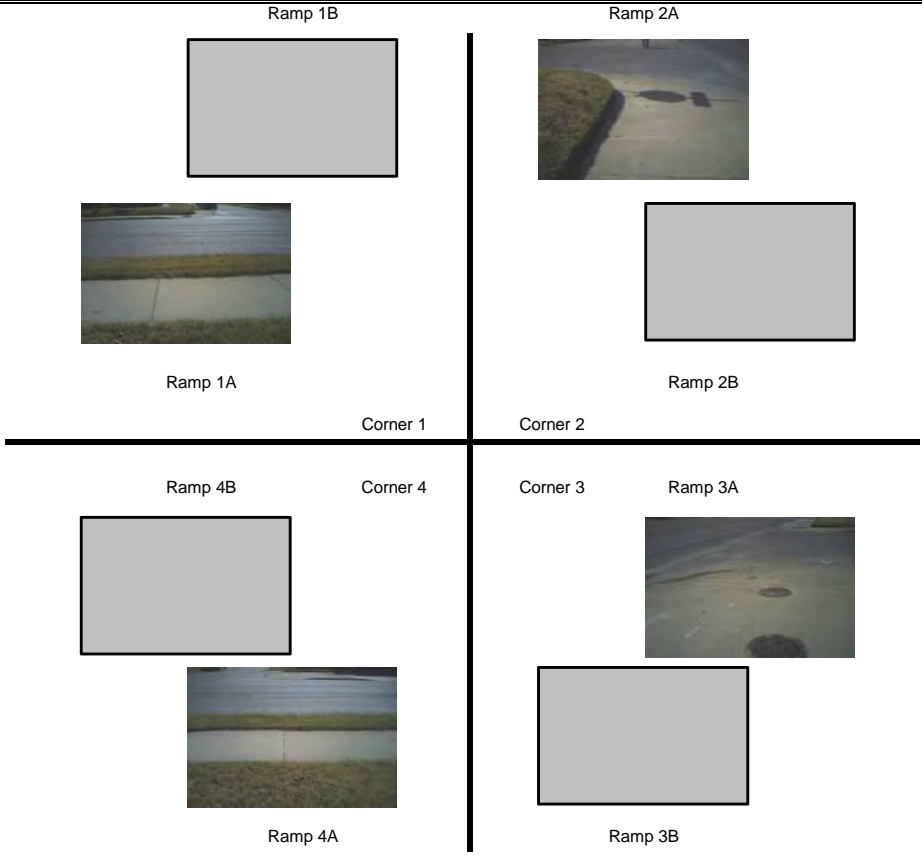 Ramp 1B Ramp 2A
Ramp 1A Ramp 2B
Corner 1 Corner 2
Ramp 4B Corner 4 Corner 3 Ramp 3A
Ramp 4A Ramp 3B